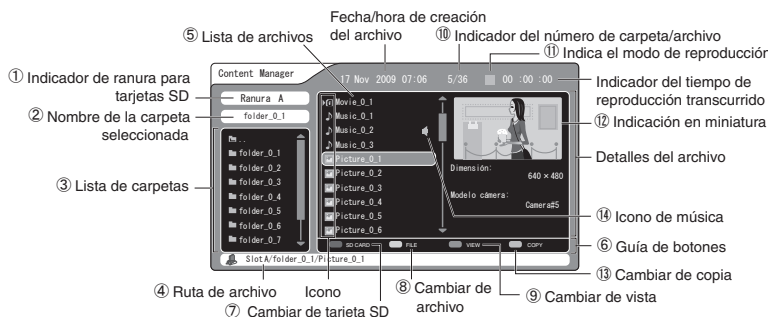 Fecha/hora de creación
del archivo
⑤ Lista de archivos
⑩ Indicador del número de carpeta/archivo
⑪ Indica el modo de reproducción
① Indicador de ranura para
tarjetas SD
② Nombre de la carpeta
seleccionada
③ Lista de carpetas
Content Manager
17 Nov 2009 07:06 5/36 00 :00 :00
Ranura A
folder_0_1
..
folder_0_1
folder_0_2
folder_0_3
folder_0_4
folder_0_5
folder_0_6
folder_0_7
Movie_0_1
Music_0_1
Music_0_2
Music_0_3
Picture_0_1
Picture_0_2
Picture_0_3
Picture_0_4
Picture_0_5
Picture_0_6
Dimensión:
640×480
Modelo cámera:
Camera#5
SD CARD FILE VIEW COPY
SlotA/folder_0_1/Picture_0_1
Indicador del tiempo de
reproducción transcurrido
⑫ Indicación en miniatura
Detalles del archivo
⑭ Icono de música
⑥ Guía de botones
⑬ Cambiar de copia
④ Ruta de archivo
Icono
⑦ Cambiar de tarjeta SD
⑧ Cambiar de
archivo
⑨ Cambiar de vista